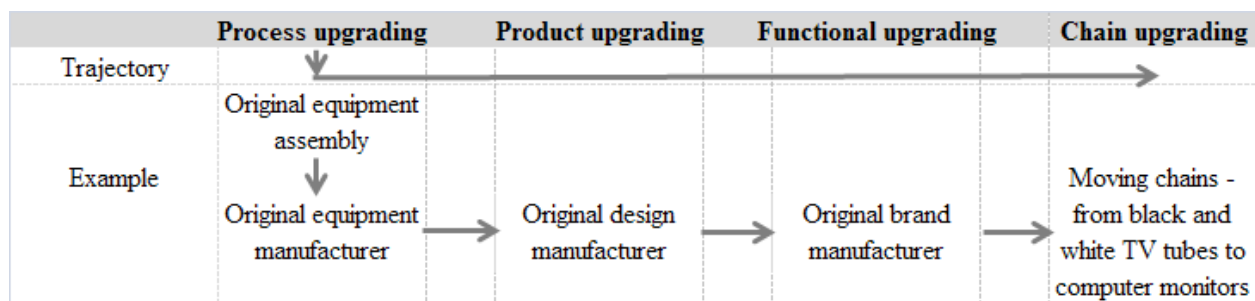 Process upgrading Product upgrading Functional upgrading Chain upgrading
Trajectory
Example
Original equipment
assembly
Original equipment
manufacturer
Original design
manufacturer
Original brand
manufacturer
Moving chains -
from black and
white TV tubes to
computer monitors